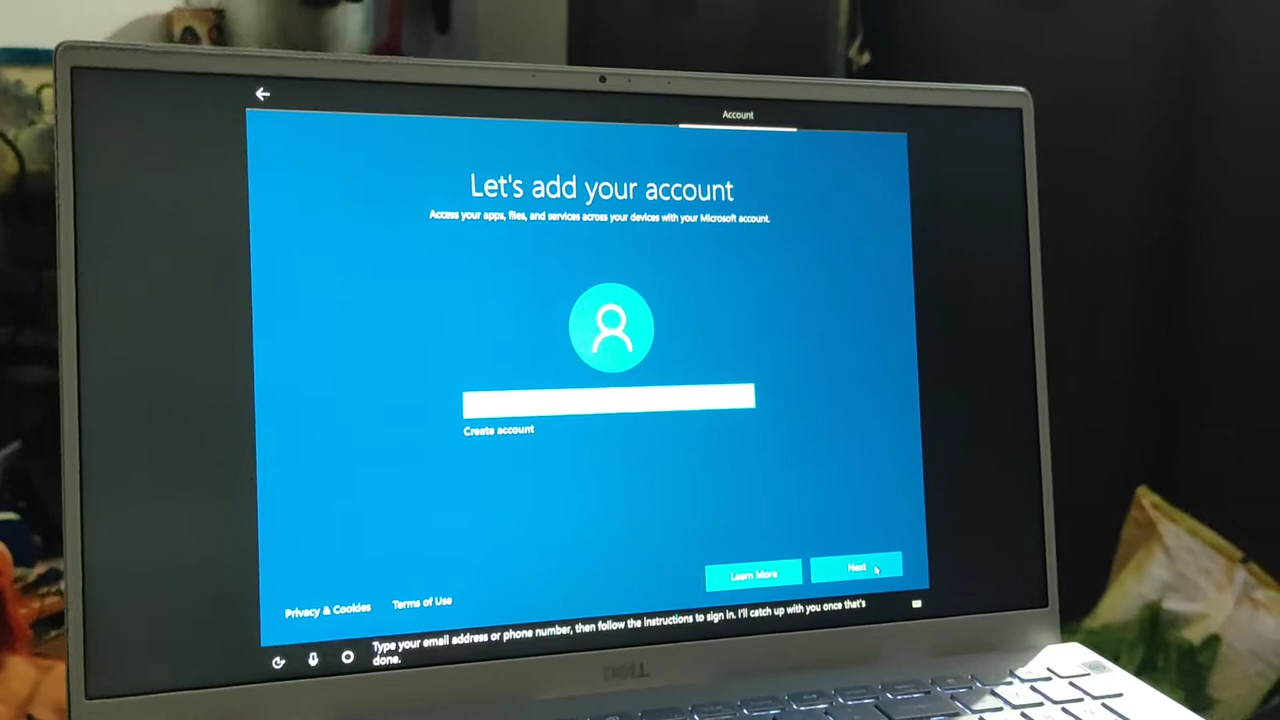 Account
Let's add your account
Access your apps, files, and services across your devices with your Microsoft account.
Create account
Learn More
Next
Privacy & Cookies
Terms of Use
Type your email address or phone number, then follow the instructions to sign in. I'll catch up with you once that's
done.